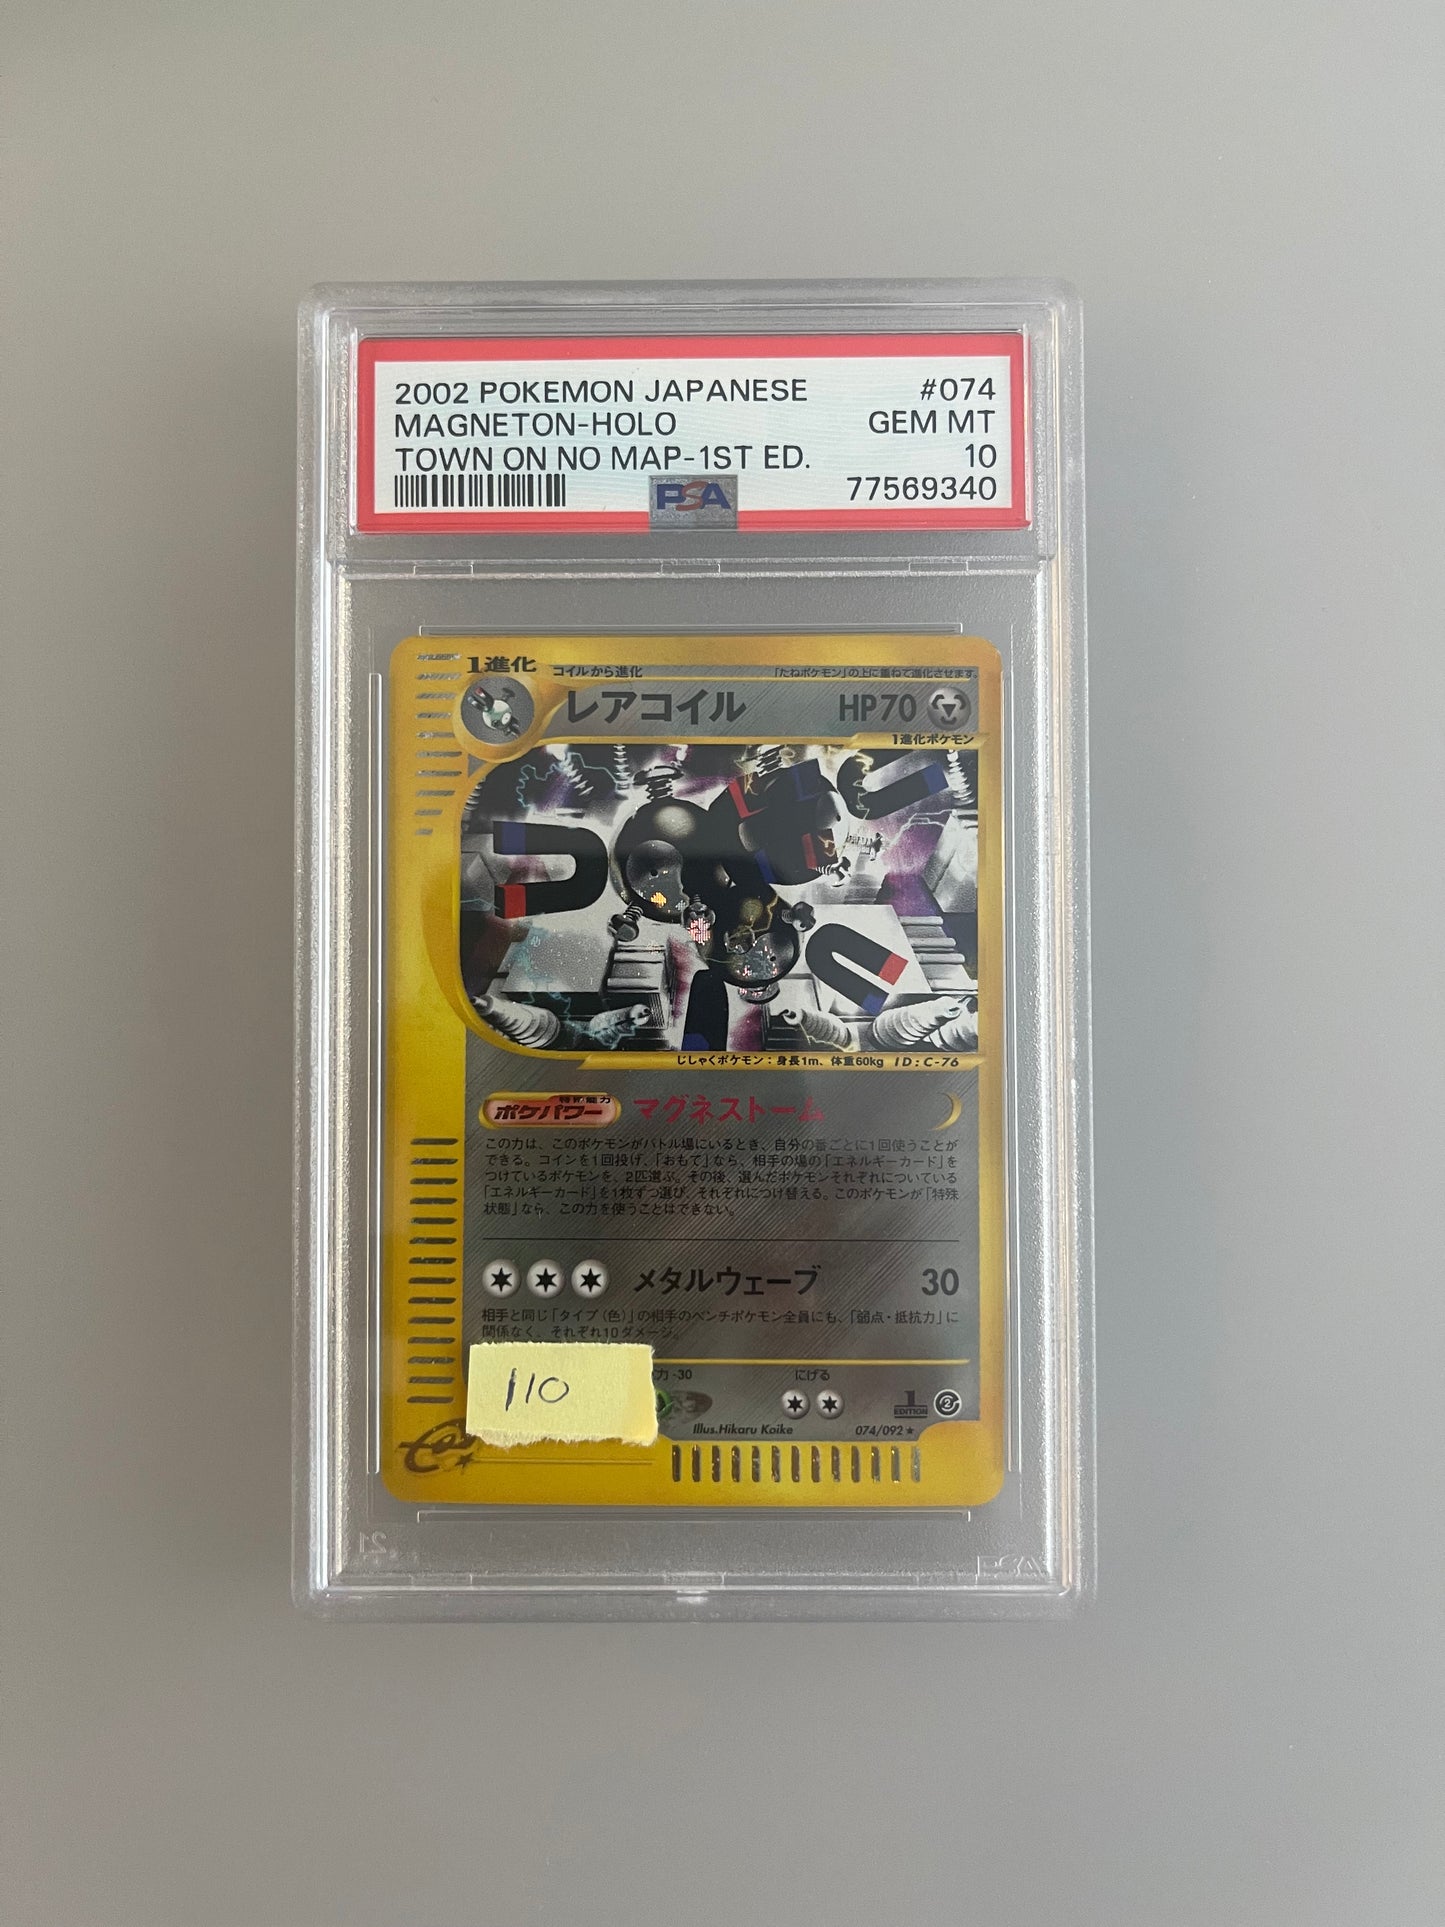 2002 POKEMON JAPANESE #074
MAGNETON-HOLO GEM MT
TOWN ON NO MAP-1ST ED. 10
77569340
PSA
1進化 コイルから進化 「たねポケモン」の上に重ねて進化させます。
レアコイル HP70
1進化ポケモン
じしゃくポケモン：身長1m、体重60kg ID:C-76
特殊能力
ポケパワー マグネストーム
この力は、このポケモンがバトル場にいるとき、自分の番ごとに1回使うことが
できる。コインを1回投げ、「おもて」なら、相手の場の「エネルギーカード」を
つけているポケモンを、2匹選ぶ。その後、選んだポケモンそれぞれについている
「エネルギーカード」を1枚ずつ選び、それぞれにつけ替える。このポケモンが「特殊
状態」なら、この力を使うことはできない。
メタルウェーブ 30
相手と同じ「タイプ（色）」の相手のベンチポケモン全員にも、「弱点・抵抗力」に
関係なく、それぞれ10ダメージ。
110
力 -30 にげる
1 EDITION 2
Illus.Hikaru Koike 074/092★
PSA